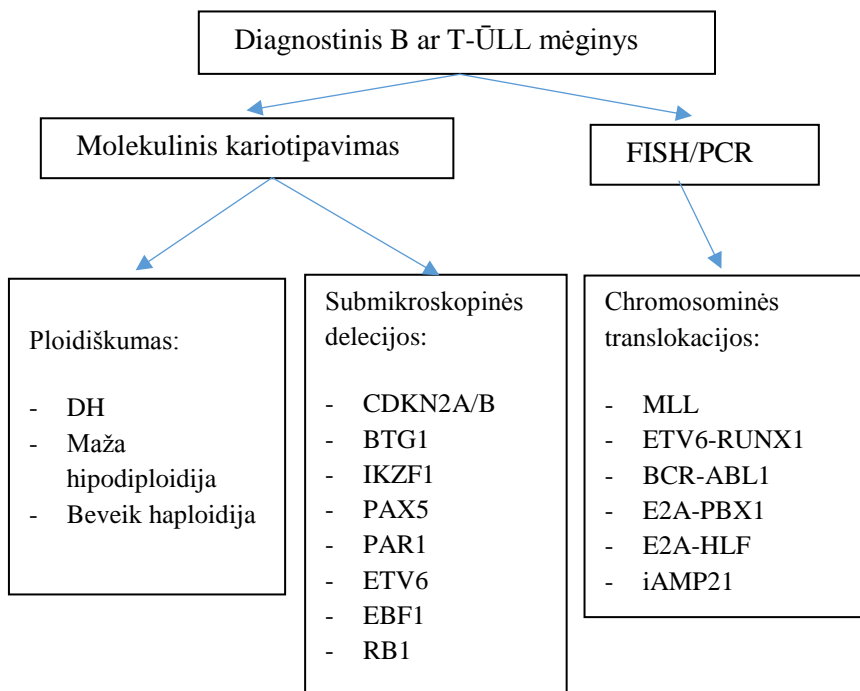 Diagnostinis B ar T-ŪLL mėginys
Molekulinis kariotipavimas
FISH/PCR
Ploidiškumas:
- DH
- Maža
hipodiploidija
- Beveik haploidija
Submikroskopinės
delecijos:
- CDKN2A/B
- BTG1
- IKZF1
- PAX5
- PAR1
- ETV6
- EBF1
- RB1
Chromosominės
translokacijos:
- MLL
- ETV6-RUNX1
- BCR-ABL1
- E2A-PBX1
- E2A-HLF
- iAMP21